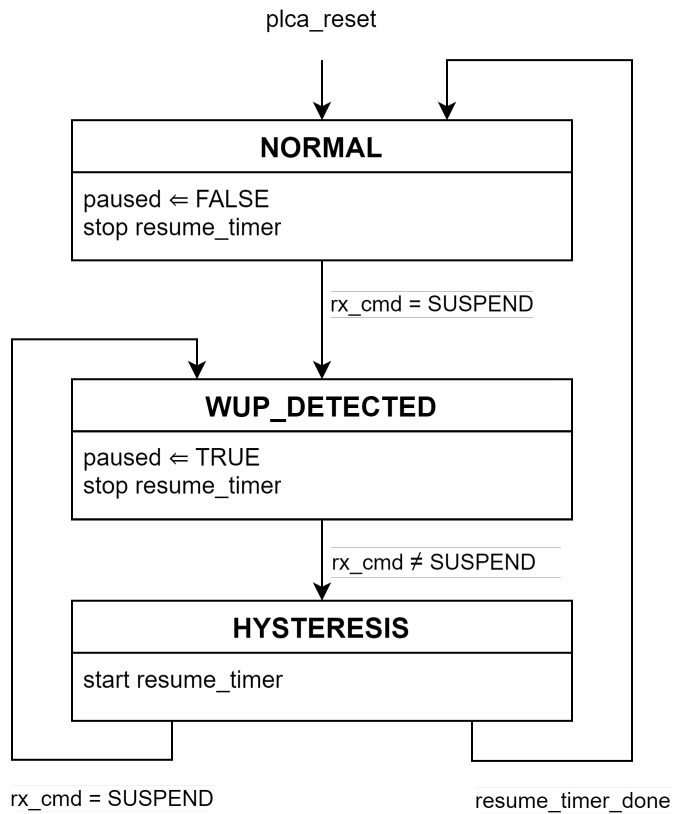 plca_reset
NORMAL
paused ⇐ FALSE
stop resume_timer
rx_cmd = SUSPEND
WUP_DETECTED
paused ⇐ TRUE
stop resume_timer
rx_cmd ≠ SUSPEND
HYSTERESIS
start resume_timer
rx_cmd = SUSPEND
resume_timer_done